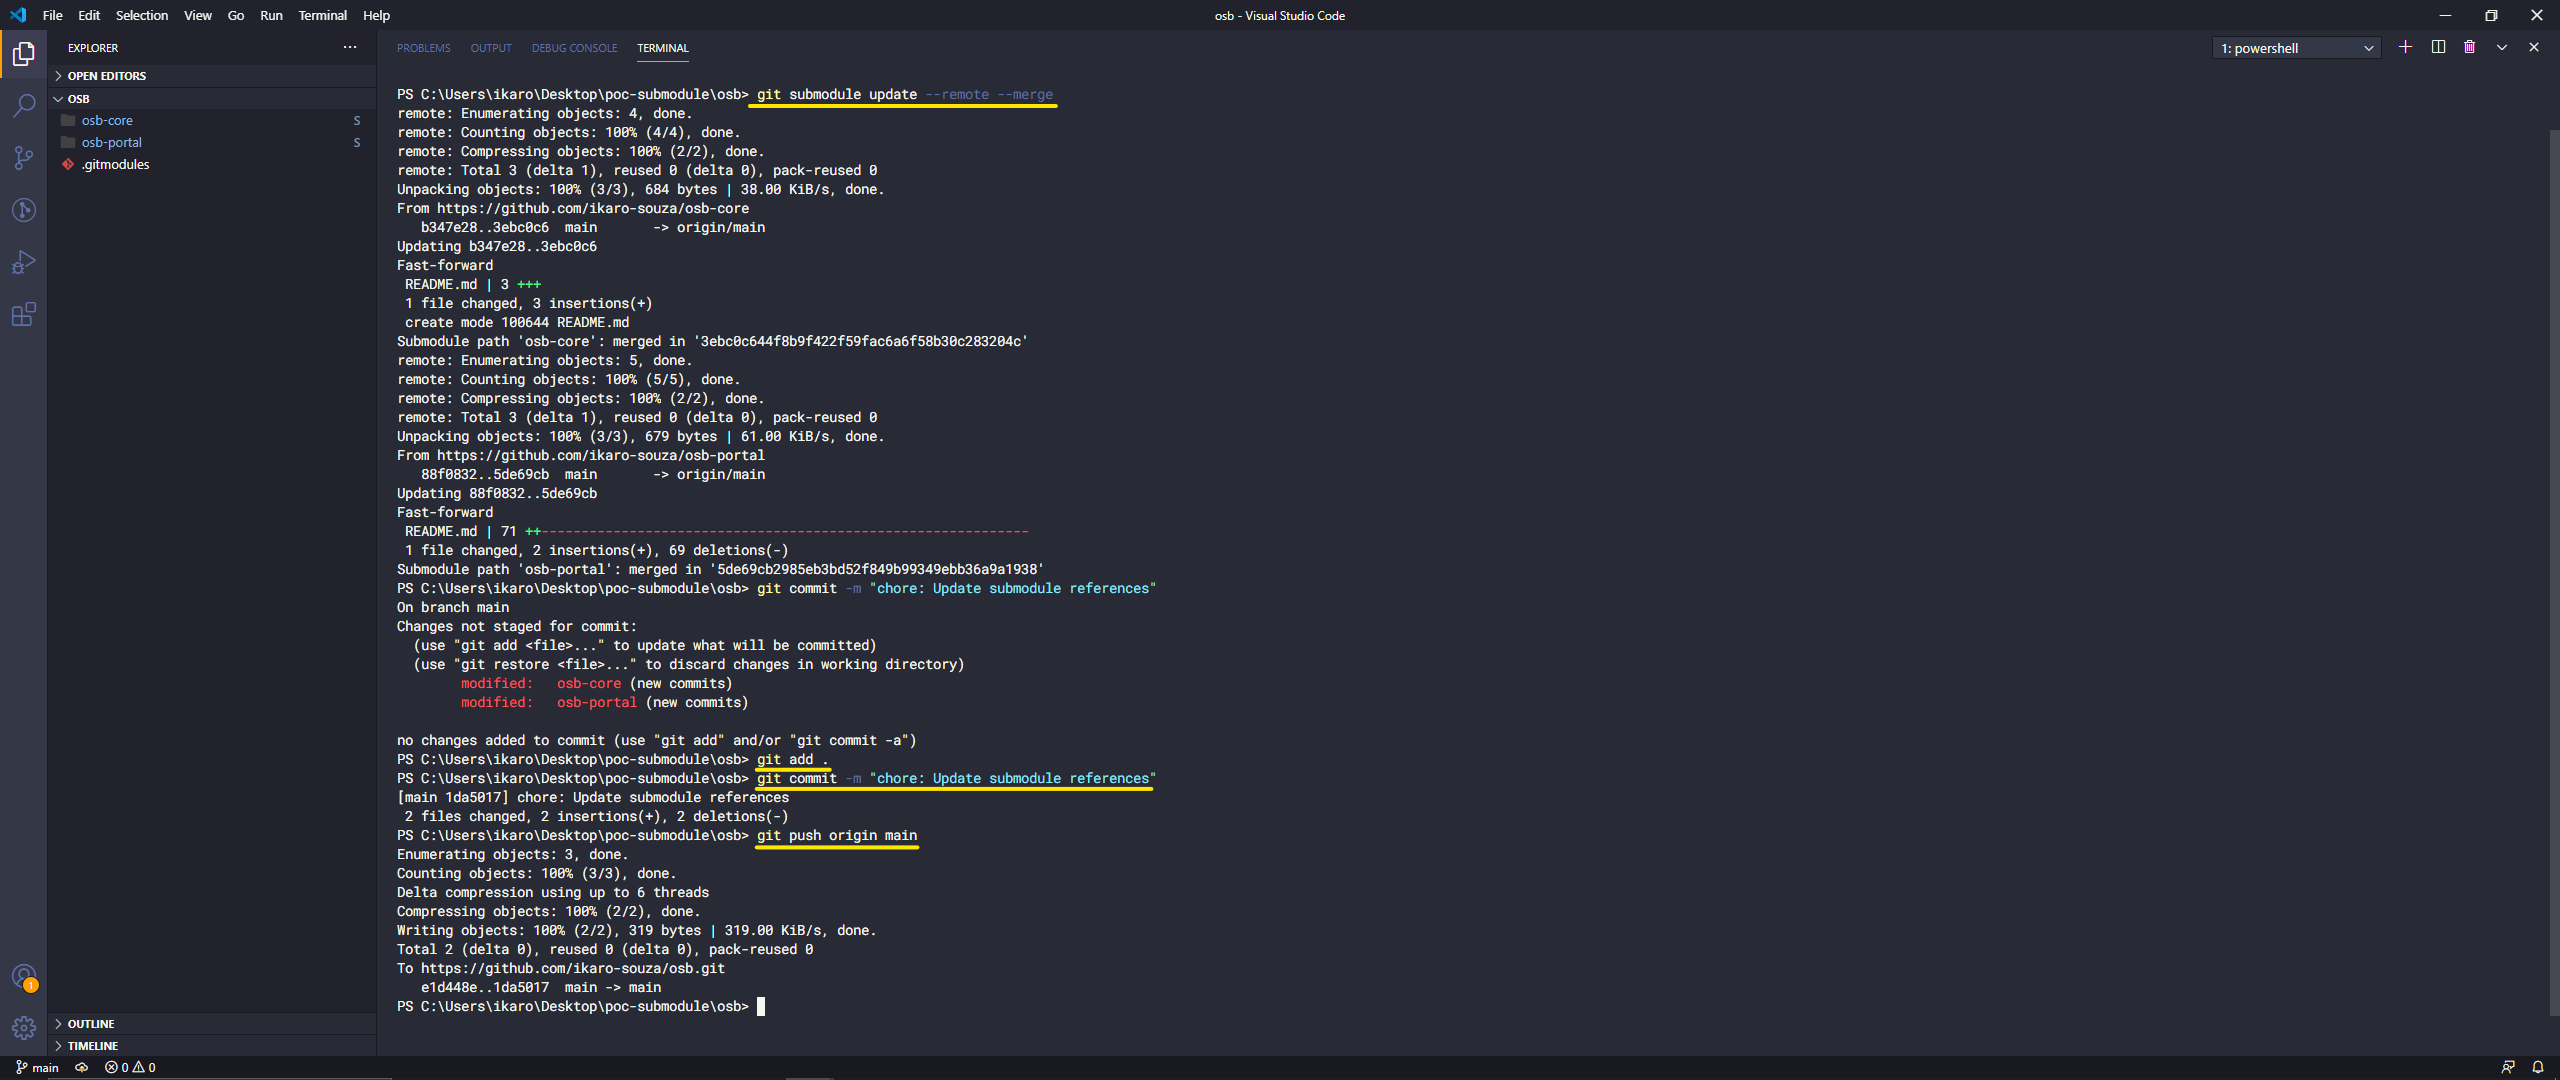 File Edit Selection View Go Run Terminal Help
osb - Visual Studio Code
EXPLORER
PROBLEMS OUTPUT DEBUG CONSOLE TERMINAL
1: powershell
OPEN EDITORS
OSB
osb-core S
osb-portal S
.gitmodules
PS C:\Users\ikaro\Desktop\poc-submodule\osb> git submodule update --remote --merge
remote: Enumerating objects: 4, done.
remote: Counting objects: 100% (4/4), done.
remote: Compressing objects: 100% (2/2), done.
remote: Total 3 (delta 1), reused 0 (delta 0), pack-reused 0
Unpacking objects: 100% (3/3), 684 bytes | 38.00 KiB/s, done.
From https://github.com/ikaro-souza/osb-core
   b347e28..3ebc0c6  main       -> origin/main
Updating b347e28..3ebc0c6
Fast-forward
 README.md | 3 +++
 1 file changed, 3 insertions(+)
 create mode 100644 README.md
Submodule path 'osb-core': merged in '3ebc0c644f8b9f422f59fac6a6f58b30c283204c'
remote: Enumerating objects: 5, done.
remote: Counting objects: 100% (5/5), done.
remote: Compressing objects: 100% (2/2), done.
remote: Total 3 (delta 1), reused 0 (delta 0), pack-reused 0
Unpacking objects: 100% (3/3), 679 bytes | 61.00 KiB/s, done.
From https://github.com/ikaro-souza/osb-portal
   88f0832..5de69cb  main       -> origin/main
Updating 88f0832..5de69cb
Fast-forward
 README.md | 71 ++-------------------------------------------------------------
 1 file changed, 2 insertions(+), 69 deletions(-)
Submodule path 'osb-portal': merged in '5de69cb2985eb3bd52f849b99349ebb36a9a1938'
PS C:\Users\ikaro\Desktop\poc-submodule\osb> git commit -m "chore: Update submodule references"
On branch main
Changes not staged for commit:
  (use "git add <file>..." to update what will be committed)
  (use "git restore <file>..." to discard changes in working directory)
        modified:   osb-core (new commits)
        modified:   osb-portal (new commits)
no changes added to commit (use "git add" and/or "git commit -a")
PS C:\Users\ikaro\Desktop\poc-submodule\osb> git add .
PS C:\Users\ikaro\Desktop\poc-submodule\osb> git commit -m "chore: Update submodule references"
[main 1da5017] chore: Update submodule references
 2 files changed, 2 insertions(+), 2 deletions(-)
PS C:\Users\ikaro\Desktop\poc-submodule\osb> git push origin main
Enumerating objects: 3, done.
Counting objects: 100% (3/3), done.
Delta compression using up to 6 threads
Compressing objects: 100% (2/2), done.
Writing objects: 100% (2/2), 319 bytes | 319.00 KiB/s, done.
Total 2 (delta 0), reused 0 (delta 0), pack-reused 0
To https://github.com/ikaro-souza/osb.git
   e1d448e..1da5017  main -> main
PS C:\Users\ikaro\Desktop\poc-submodule\osb>
1
OUTLINE
TIMELINE
main 0 0